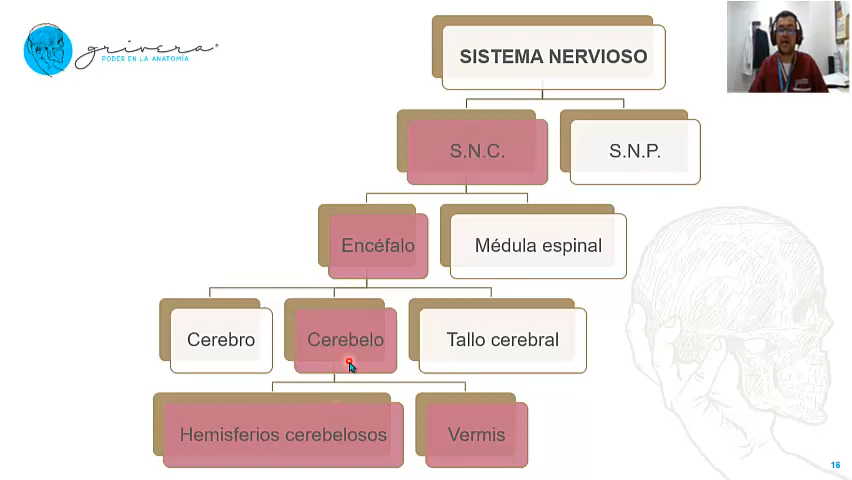 grivera
PODER EN LA ANATOMÍA
SISTEMA NERVIOSO
S.N.C.
S.N.P.
Encéfalo
Médula espinal
Cerebro
Cerebelo
Tallo cerebral
Hemisferios cerebelosos
Vermis
16